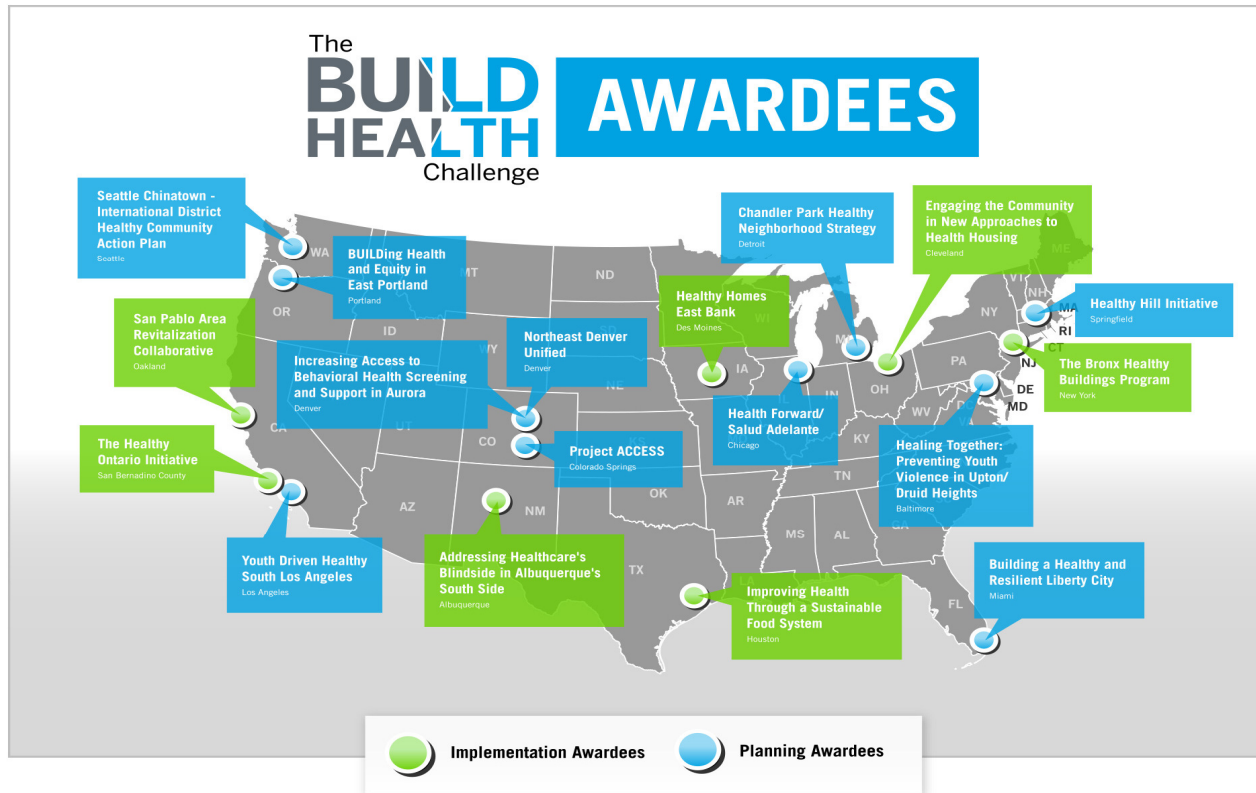 The
BUILD
HEALTH
Challenge
AWARDEES
Seattle Chinatown -
International District
Healthy Community
Action Plan
Seattle
BUILDing Health
and Equity in
East Portland
Portland
San Pablo Area
Revitalization
Collaborative
Oakland
Increasing Access to
Behavioral Health Screening
and Support in Aurora
Denver
Northeast Denver
Unified
Denver
Project ACCESS
Colorado Springs
The Healthy
Ontario Initiative
San Bernadino County
Youth Driven Healthy
South Los Angeles
Los Angeles
Addressing Healthcare's
Blindside in Albuquerque's
South Side
Albuquerque
Healthy Homes
East Bank
Des Moines
Chandler Park Healthy
Neighborhood Strategy
Detroit
Engaging the Community
in New Approaches to
Health Housing
Cleveland
Healthy Hill Initiative
Springfield
The Bronx Healthy
Buildings Program
New York
Health Forward/
Salud Adelante
Chicago
Healing Together:
Preventing Youth
Violence in Upton/
Druid Heights
Baltimore
Improving Health
Through a Sustainable
Food System
Houston
Building a Healthy and
Resilient Liberty City
Miami
WA
OR
ID
MT
ND
SD
WY
NE
UT
CO
KS
CA
AZ
NM
OK
TX
IA
WI
IL
IN
MI
OH
KY
TN
AR
MS
AL
LA
GA
FL
WV
VA
PA
NY
VT
NH
ME
MA
RI
CT
NJ
DE
MD
Implementation Awardees
Planning Awardees